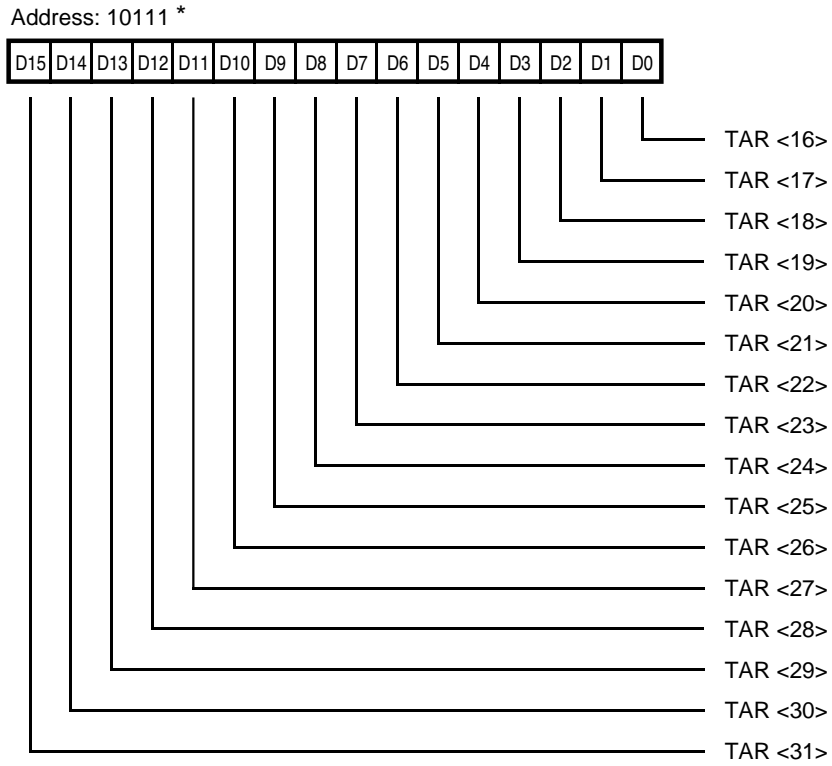 Address: 10111 *
D15 D14 D13 D12 D11 D10 D9 D8 D7 D6 D5 D4 D3 D2 D1 D0
TAR <16>
TAR <17>
TAR <18>
TAR <19>
TAR <20>
TAR <21>
TAR <22>
TAR <23>
TAR <24>
TAR <25>
TAR <26>
TAR <27>
TAR <28>
TAR <29>
TAR <30>
TAR <31>